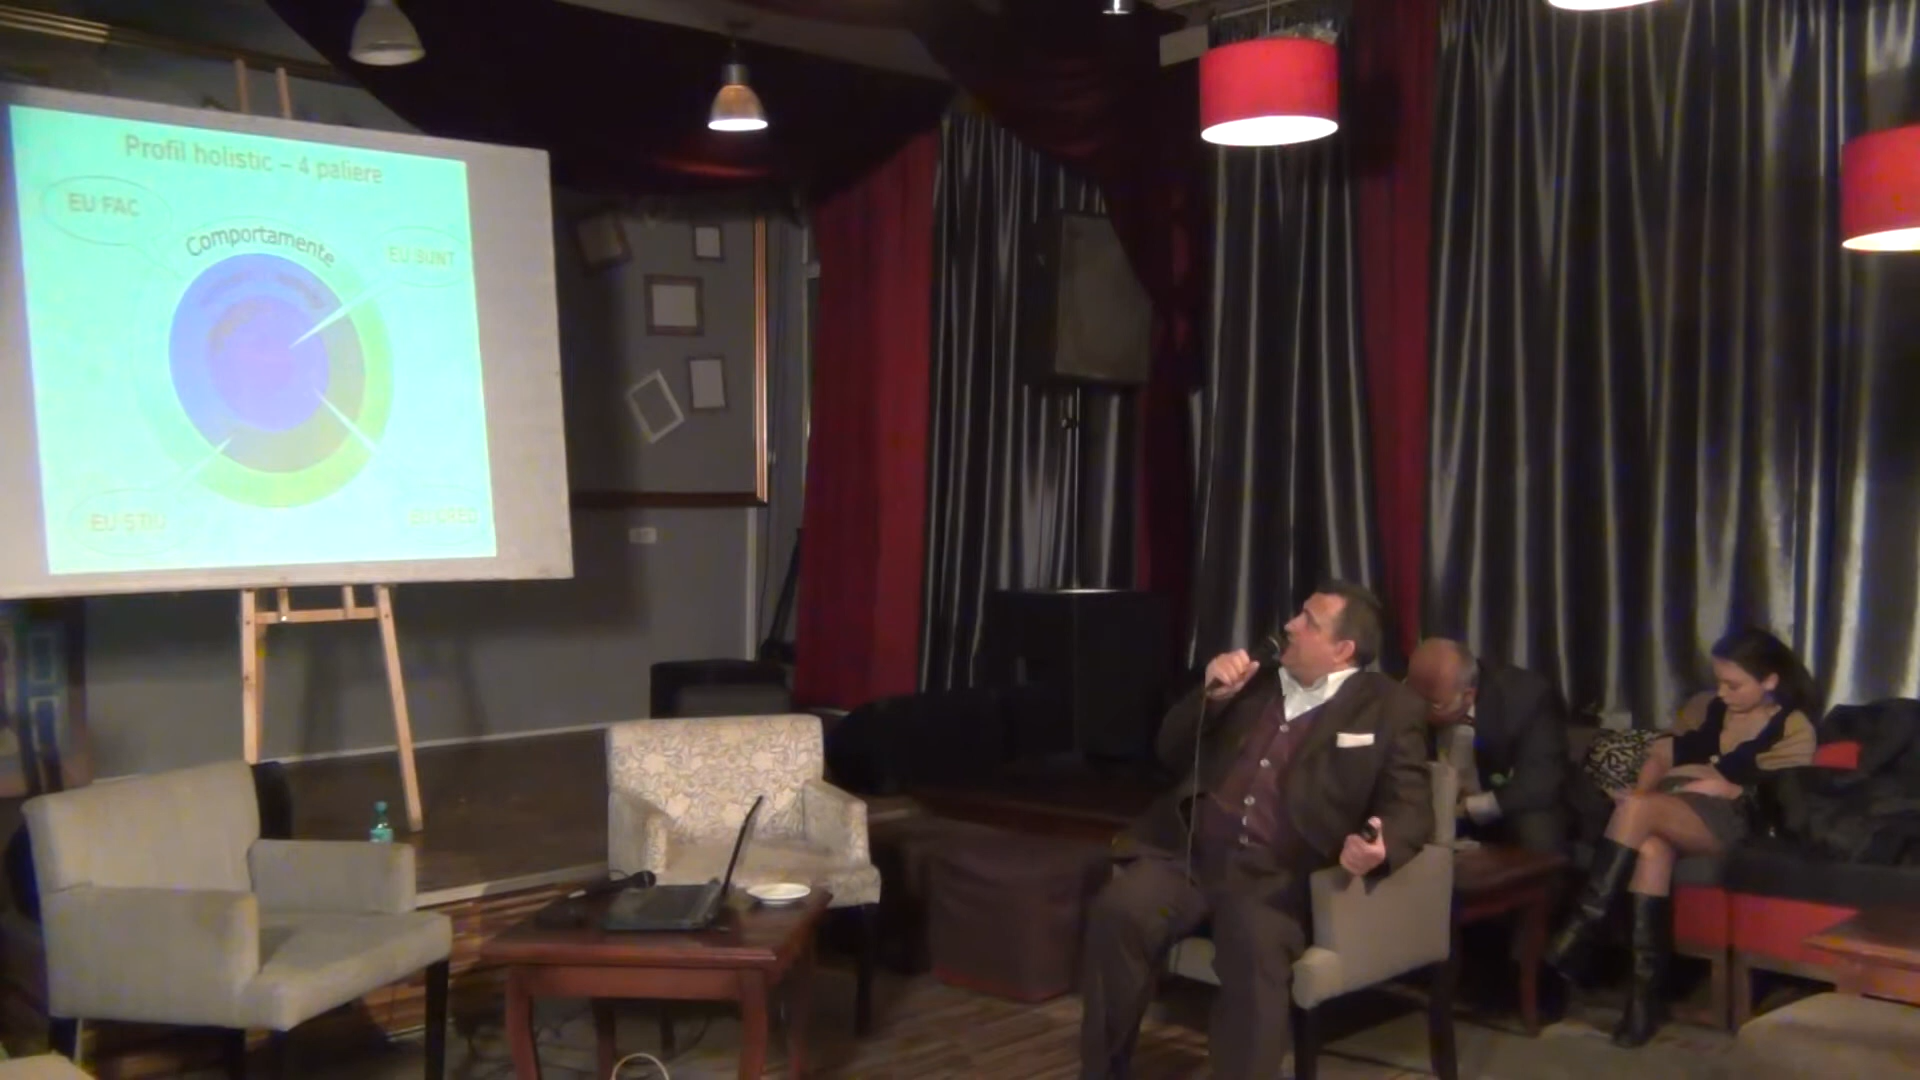 Profil holistic – 4 paliere
EU FAC
Comportamente
EU SUNT
EU STIU
EU CRED